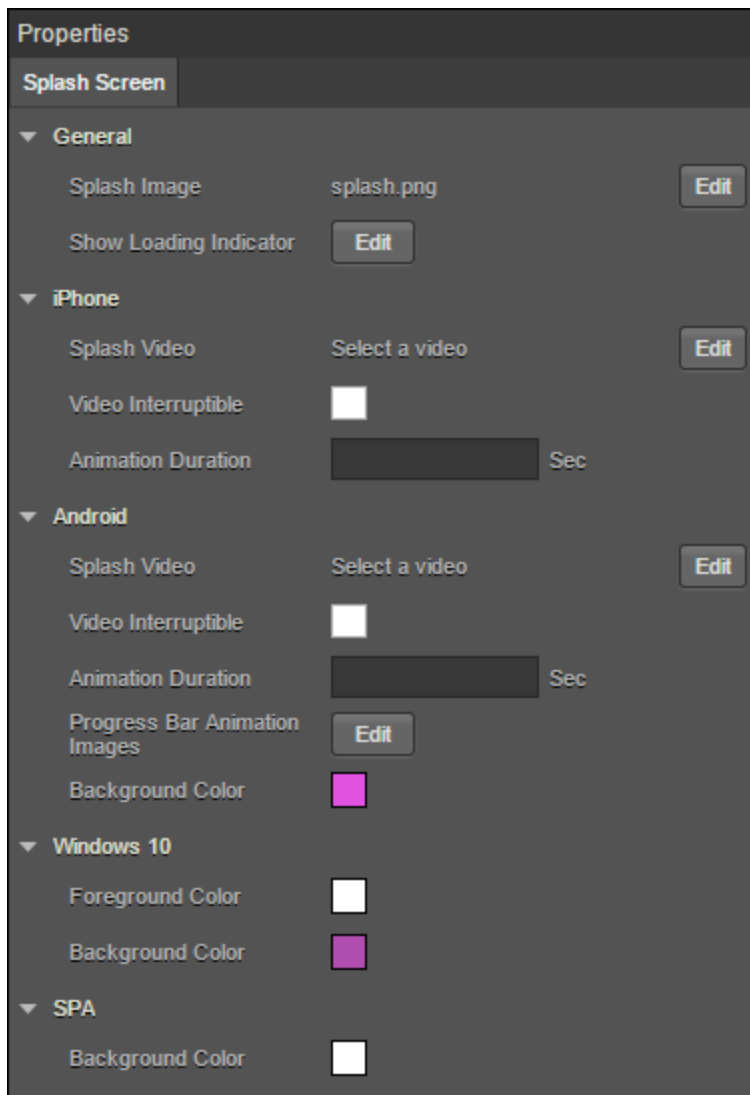 Properties
Splash Screen
General
Splash Image splash.png Edit
Show Loading Indicator Edit
iPhone
Splash Video Select a video Edit
Video Interruptible
Animation Duration Sec
Android
Splash Video Select a video Edit
Video Interruptible
Animation Duration Sec
Progress Bar Animation
Images Edit
Background Color
Windows 10
Foreground Color
Background Color
SPA
Background Color